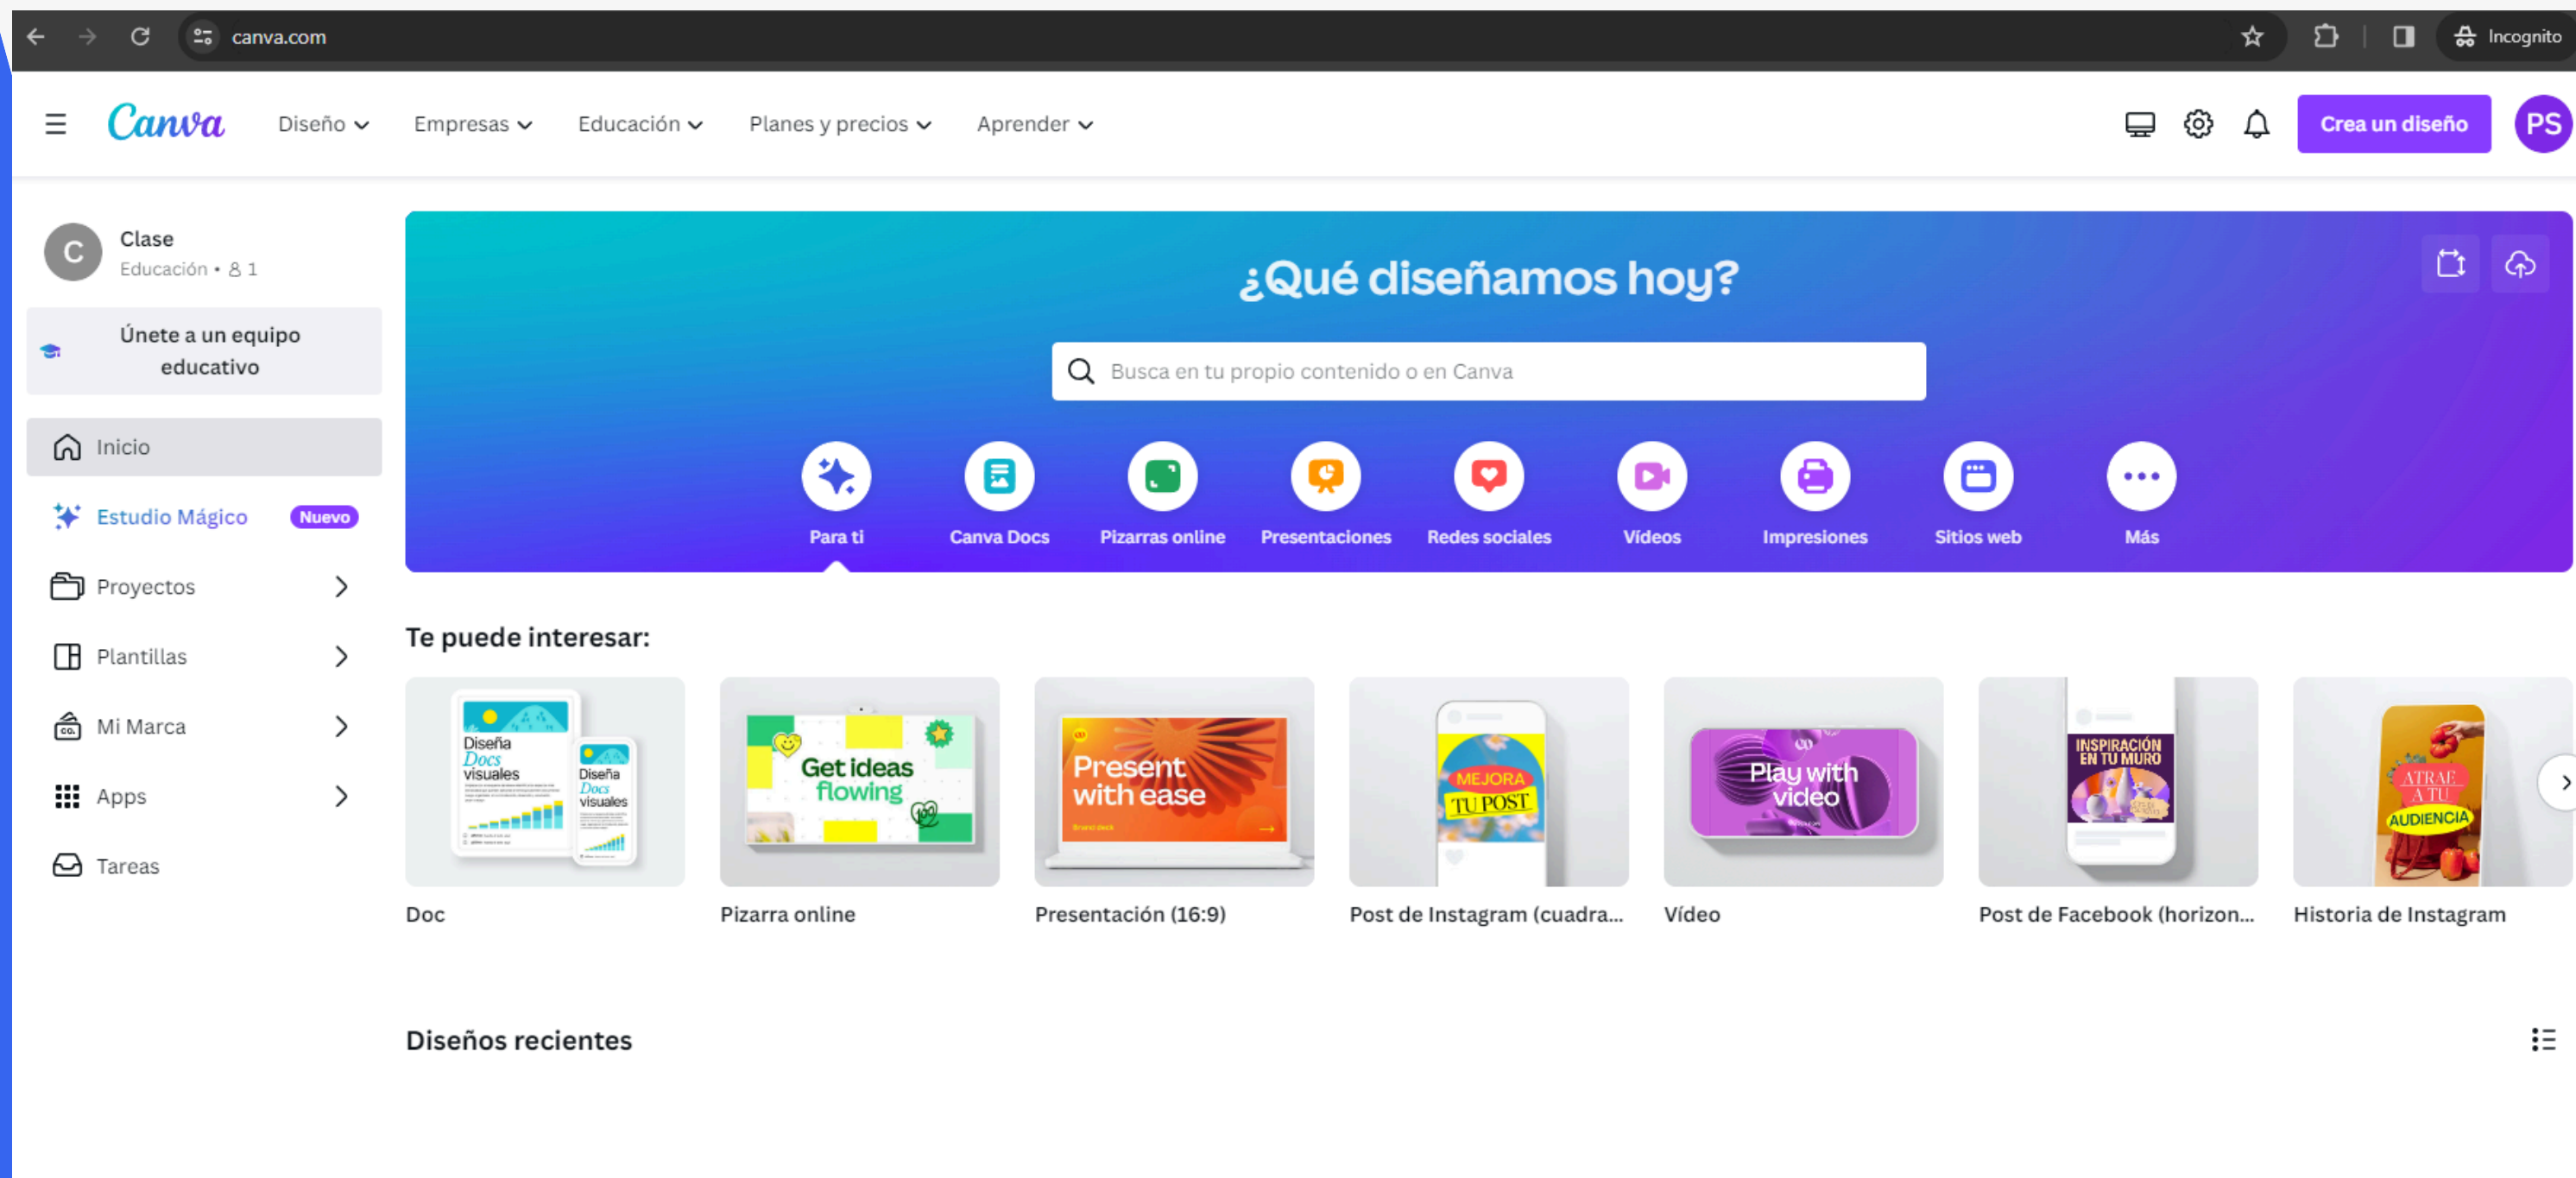 canva.com
Incognito
Canva
Diseño
Empresas
Educación
Planes y precios
Aprender
Crea un diseño
PS
C
Clase
Educación • 1
Únete a un equipo
educativo
Inicio
Estudio Mágico
Nuevo
Proyectos
Plantillas
Mi Marca
CO.
Apps
Tareas
¿Qué diseñamos hoy?
Busca en tu propio contenido o en Canva
Para ti
Canva Docs
Pizarras online
Presentaciones
Redes sociales
Vídeos
Impresiones
Sitios web
Más
Te puede interesar:
Diseña
Docs
visuales
Diseña
Docs
visuales
Get ideas
flowing
100
Present
with ease
Brand deck
MEJORA
TU POST
Play with
video
INSPIRACIÓN
EN TU MURO
ATRAE
A TU
AUDIENCIA
Doc
Pizarra online
Presentación (16:9)
Post de Instagram (cuadra...
Vídeo
Post de Facebook (horizon...
Historia de Instagram
Diseños recientes